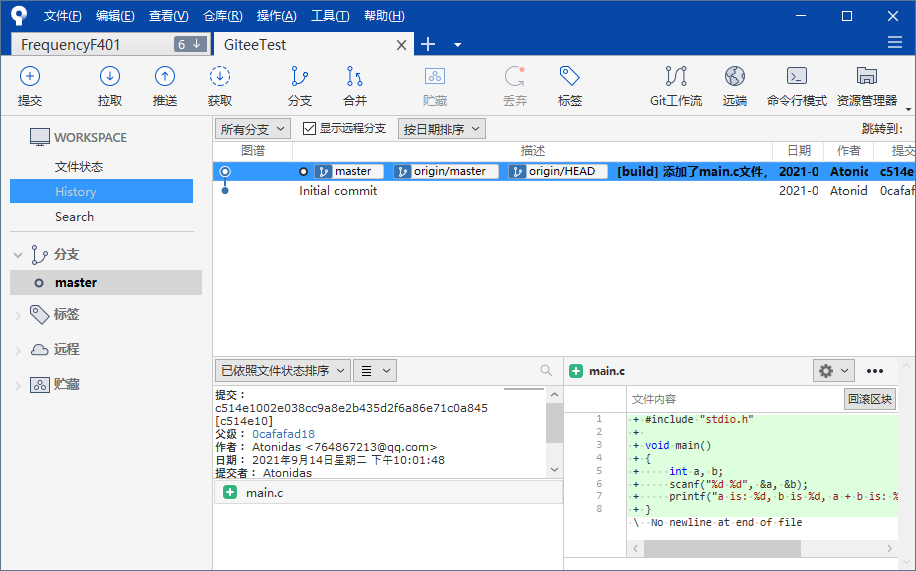 文件(F) 编辑(E) 查看(V) 仓库(R) 操作(A) 工具(T) 帮助(H)
FrequencyF401 6 GiteeTest
提交 拉取 推送 获取 分支 合并 贮藏 丢弃 标签 Git工作流 远端 命令行模式 资源管理器
WORKSPACE
文件状态
History
Search
分支
master
标签
远程
贮藏
所有分支 显示远程分支 按日期排序 跳转到：
图谱 描述 日期 作者 提交
master origin/master origin/HEAD [build] 添加了main.c文件， 2021-0 Atonid c514e
Initial commit 2021-0 Atonid 0cafaf
已依照文件状态排序
提交：
c514e1002e038cc9a8e2b435d2f6a86e71c0a845
[c514e10]
父级： 0cafafad18
作者： Atonidas <764867213@qq.com>
日期： 2021年9月14日星期二 下午10:01:48
提交者： Atonidas
main.c
main.c
文件内容 回滚区块
1 + #include "stdio.h"
2 +
3 + void main()
4 + {
5 + int a, b;
6 + scanf("%d %d", &a, &b);
7 + printf("a is: %d, b is %d, a + b is: %
8 + }
\ No newline at end of file